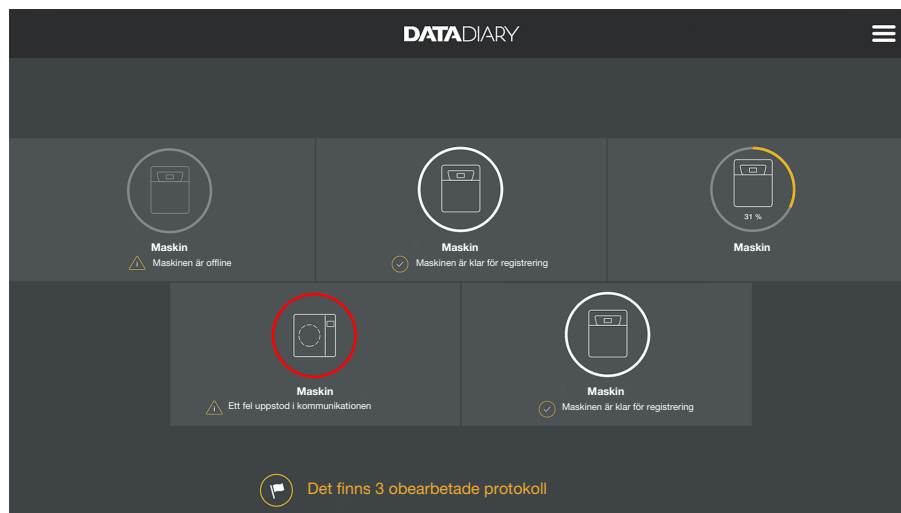 DATADIARY
Maskin
Maskinen är offline
Maskin
Maskinen är klar för registrering
31 %
Maskin
Maskin
Ett fel uppstod i kommunikationen
Maskin
Maskinen är klar för registrering
Det finns 3 obearbetade protokoll